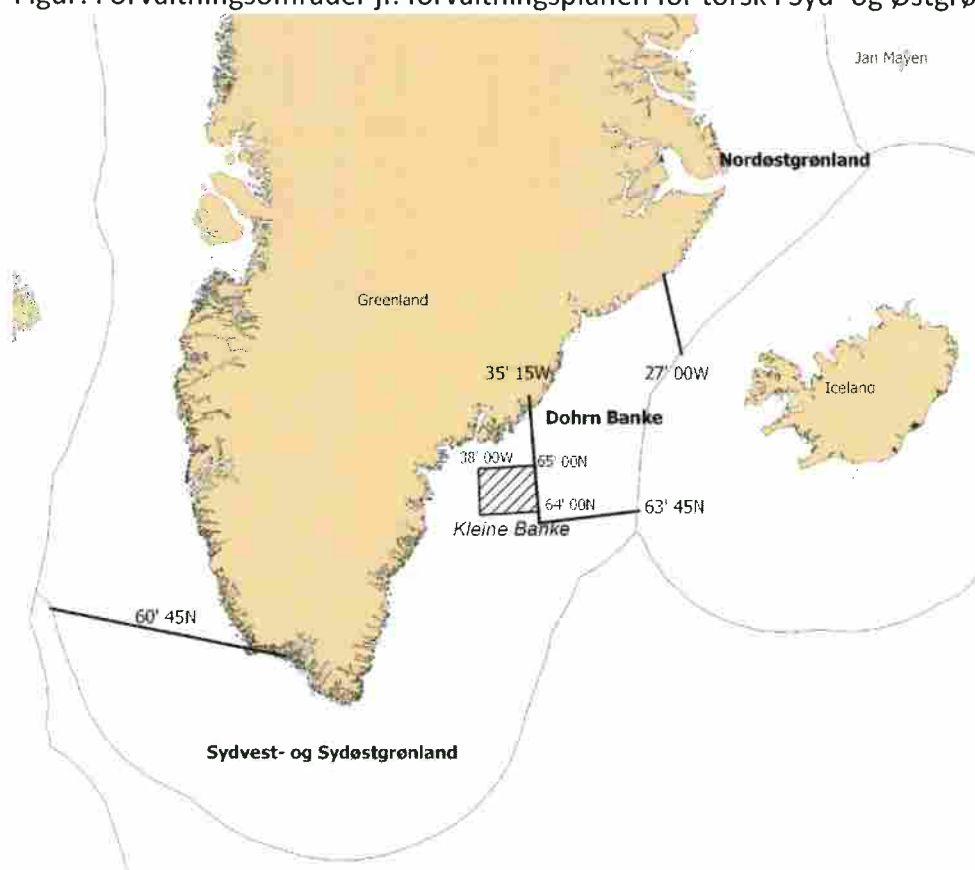 Figur: Forvaltningsområder jf. forvaltningsplanen for torsk i Syd- og Østgrø
Jan Mayen
Nordøstgrønland
Greenland
35' 15W
27' 00W
Iceland
Dohrn Banke
38' 00W
65' 00N
64' 00N
63' 45N
Kleine Banke
60' 45N
Sydvest- og Sydøstgrønland